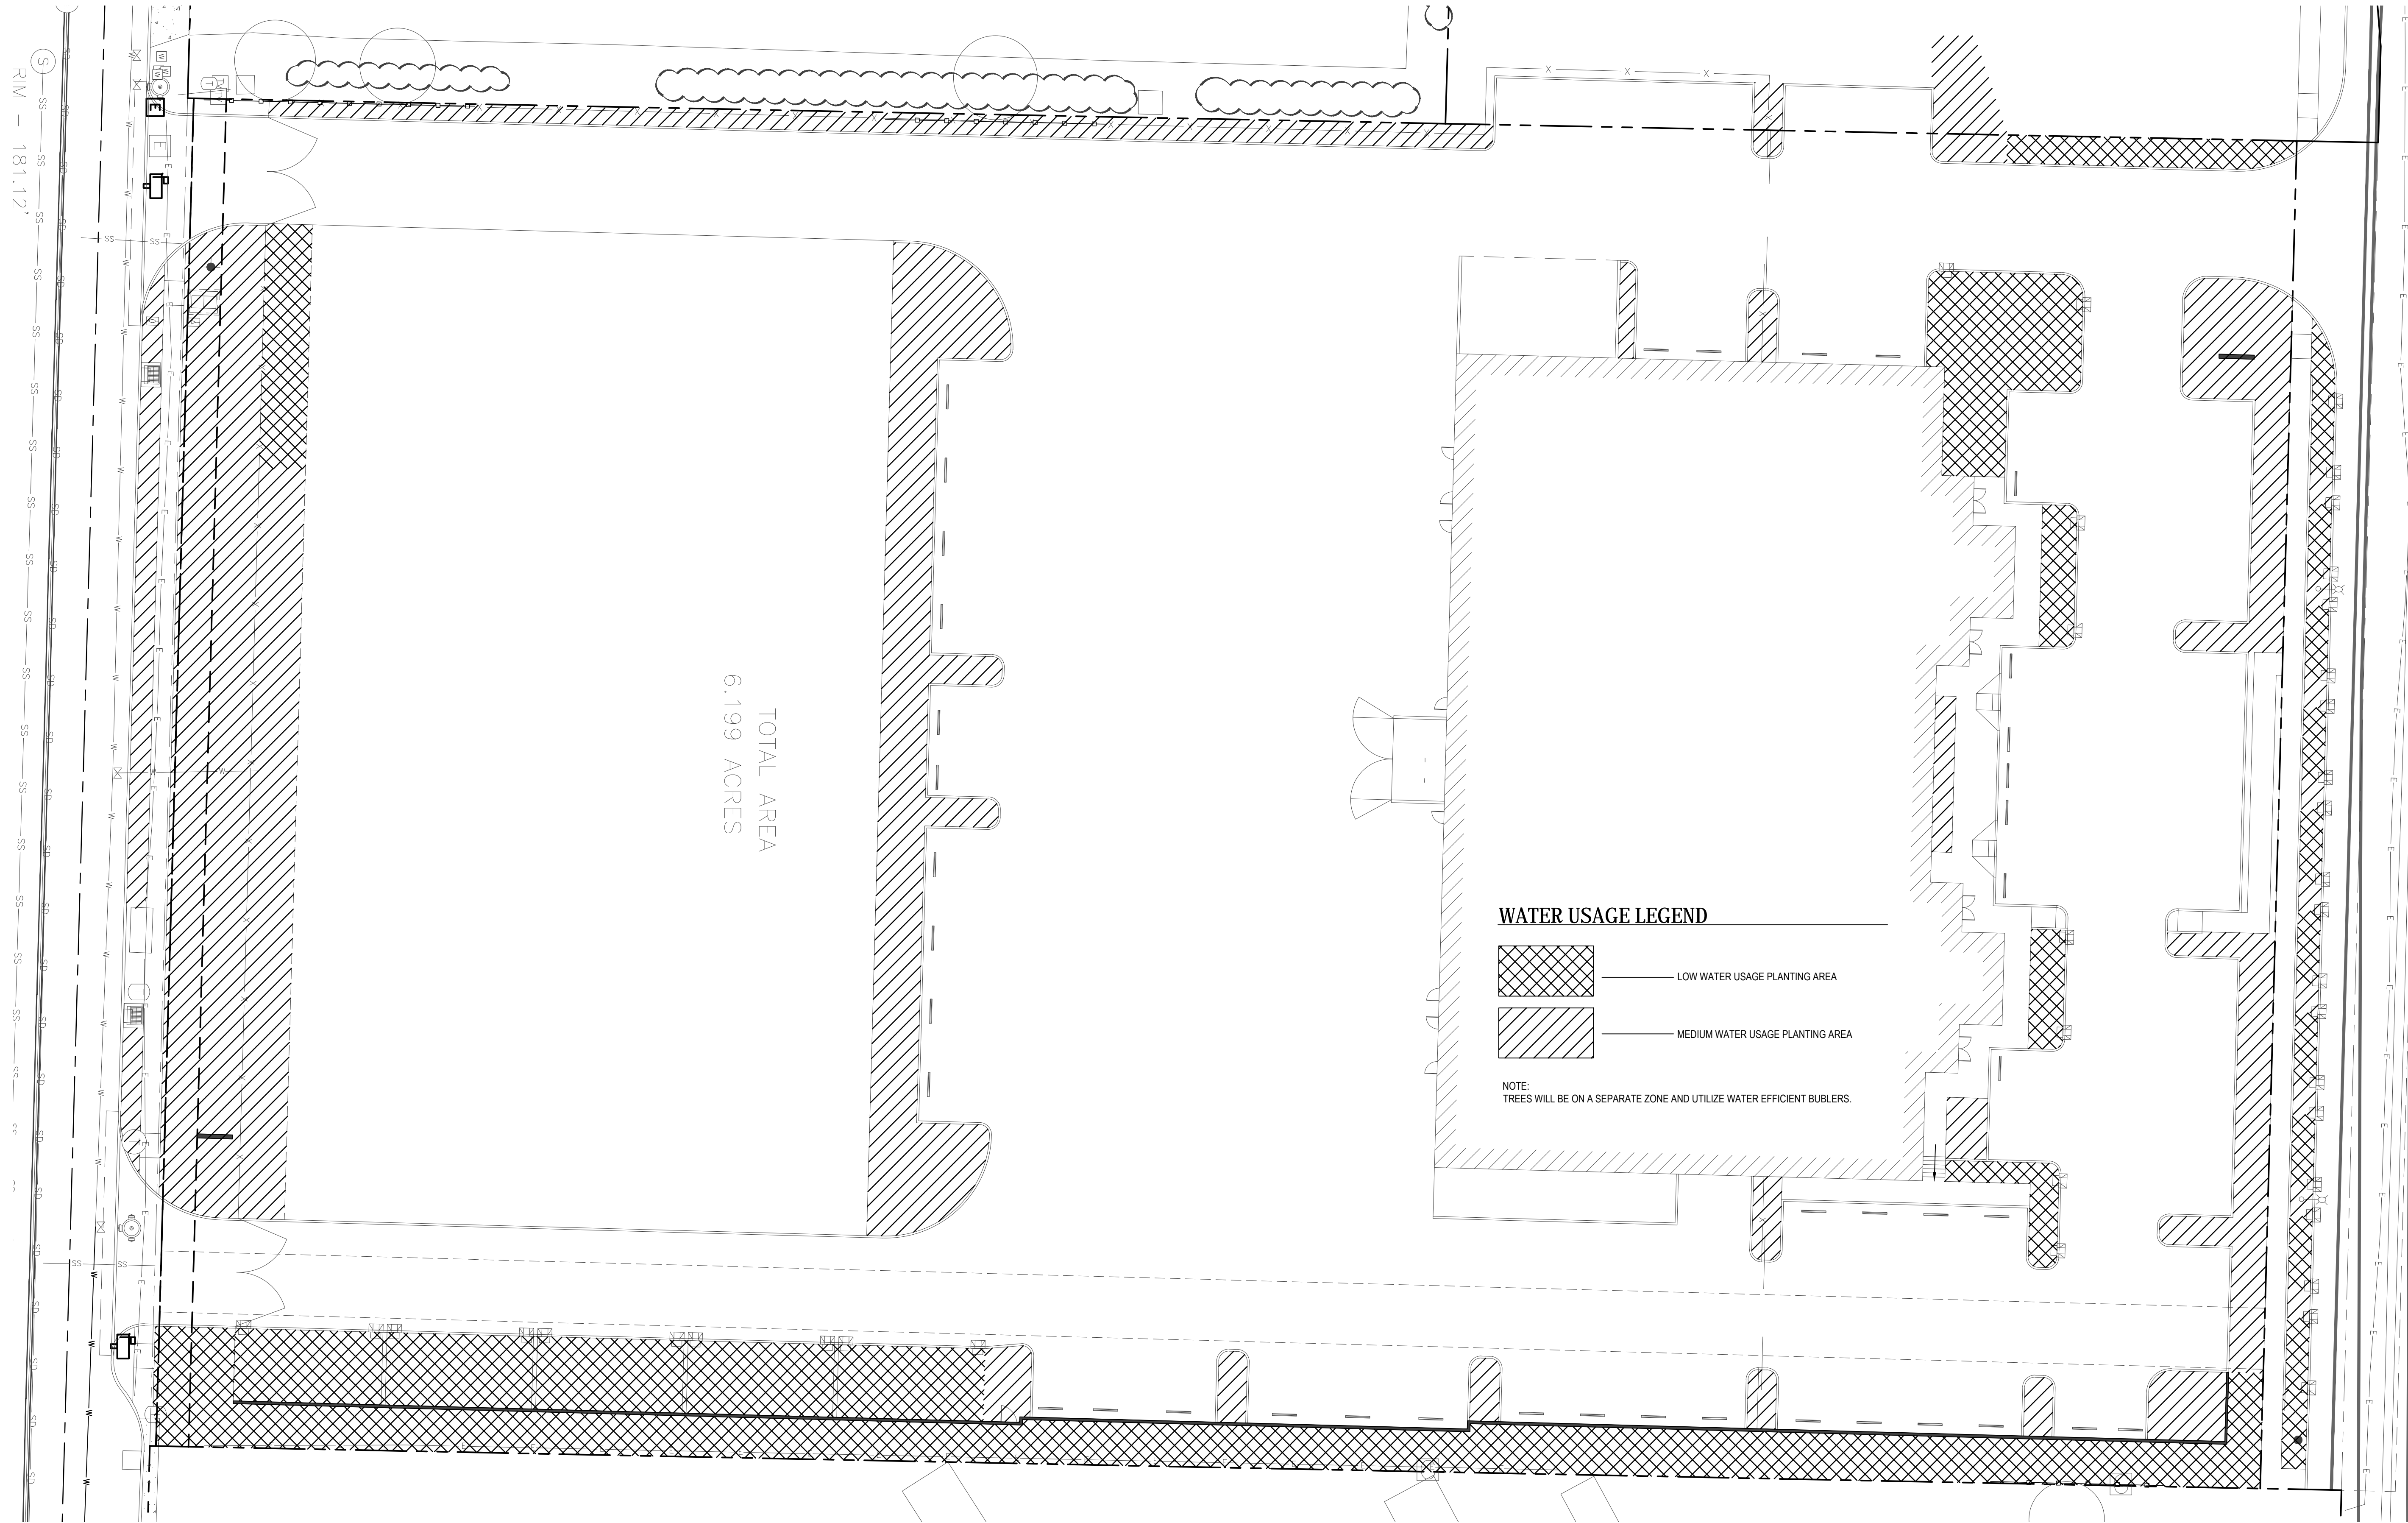 RIM - 181.12'
TOTAL AREA
6.199 ACRES
WATER USAGE LEGEND
LOW WATER USAGE PLANTING AREA
MEDIUM WATER USAGE PLANTING AREA
NOTE:
TREES WILL BE ON A SEPARATE ZONE AND UTILIZE WATER EFFICIENT BUBLERS.